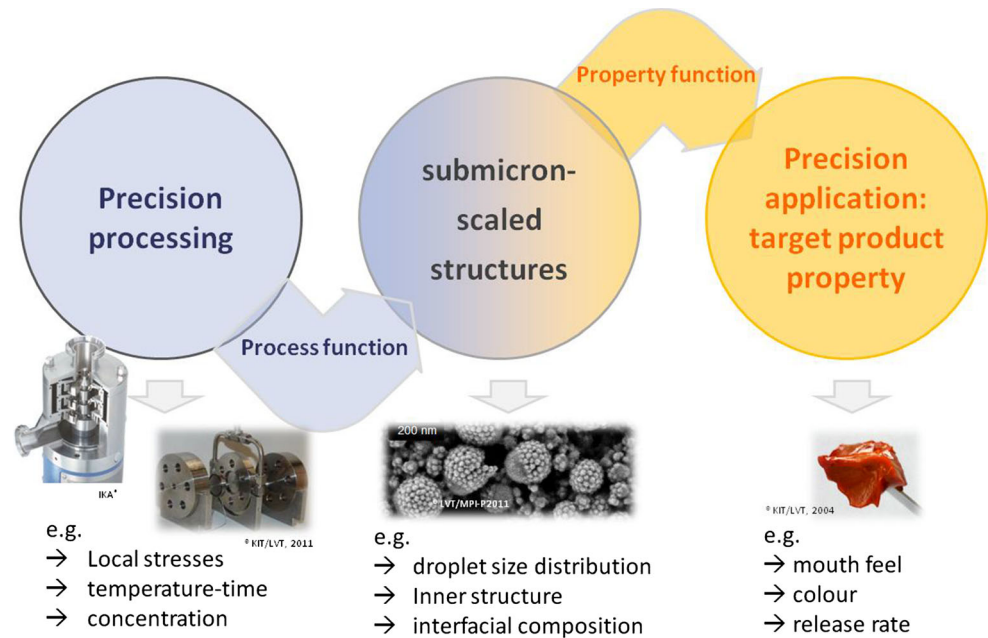 Precision
processing
Process function
submicron-
scaled
structures
Property function
Precision
application:
target product
property
IKA®
© KIT/LVT, 2011
e.g.
→ Local stresses
→ temperature-time
→ concentration
200 nm
© LVT/MPI-P2011
e.g.
→ droplet size distribution
→ Inner structure
→ interfacial composition
© KIT/LVT, 2004
e.g.
→ mouth feel
→ colour
→ release rate